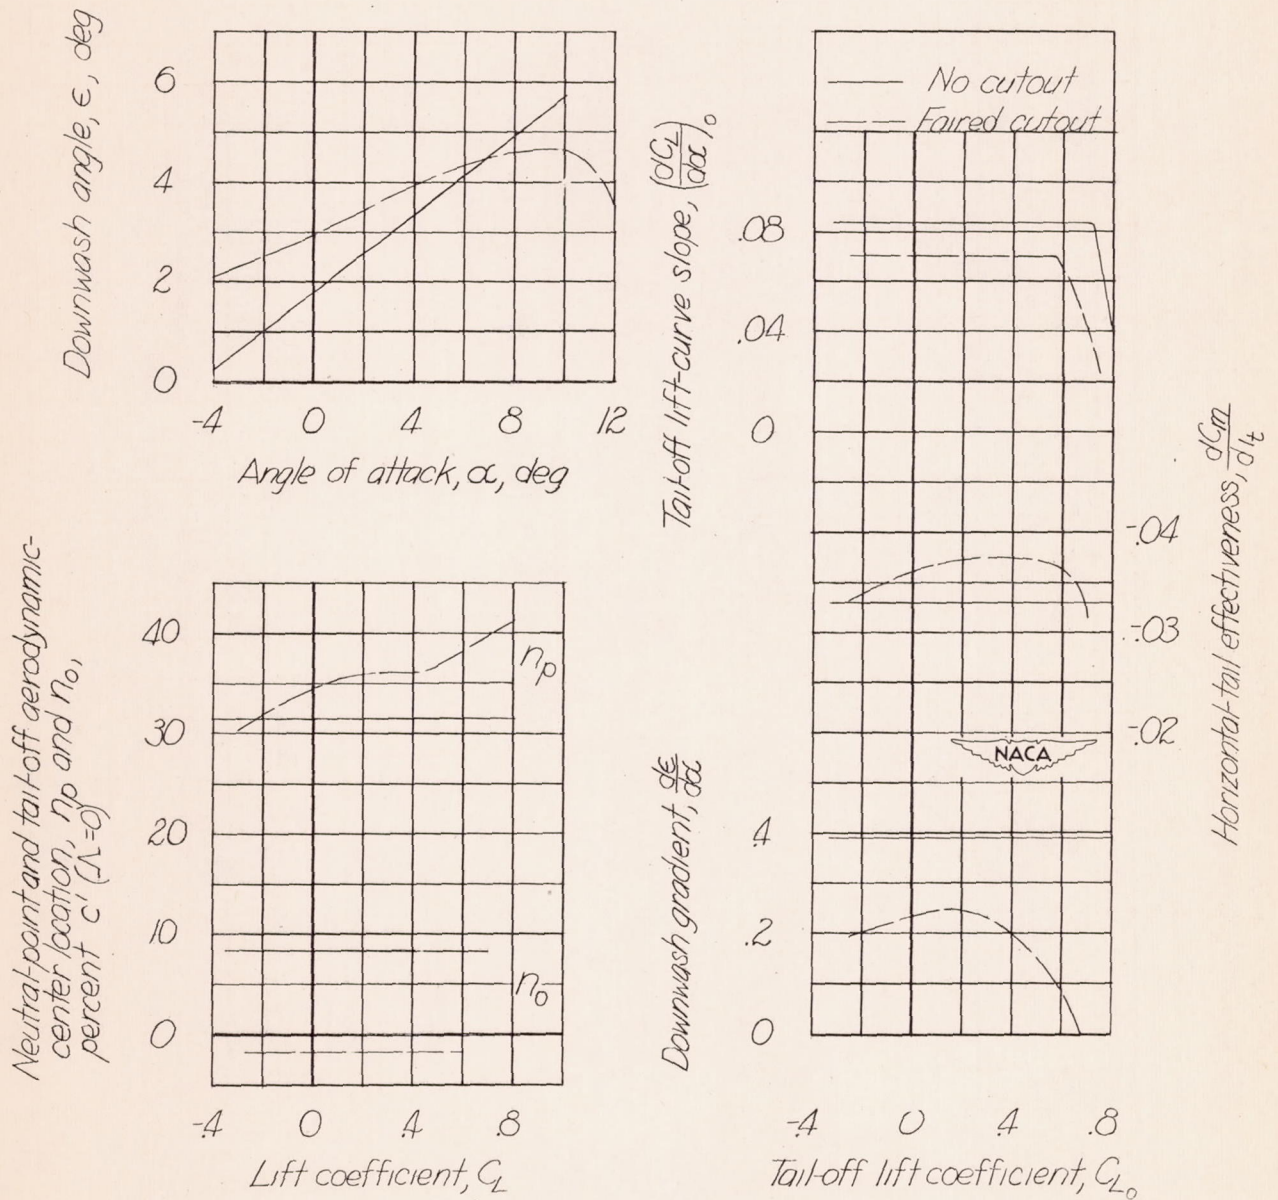 Downwash angle, ϵ, deg
6
4
2
0
-4 0 4 8 12
Angle of attack, α, deg
No cutout
Faired cutout
Tail-off lift-curve slope, (dCL/dα)o
.08
.04
0
-.04
-.03
-.02
Horizontal-tail effectiveness, dCm/dit
NACA
Downwash gradient, dϵ/dα
.4
.2
0
-.4 0 .4 .8
Tail-off lift coefficient, CLo
Neutral-point and tail-off aerodynamic-
center location, np and no,
percent c' (Λ=0)
40
30
20
10
0
np
no
-.4 0 .4 .8
Lift coefficient, CL